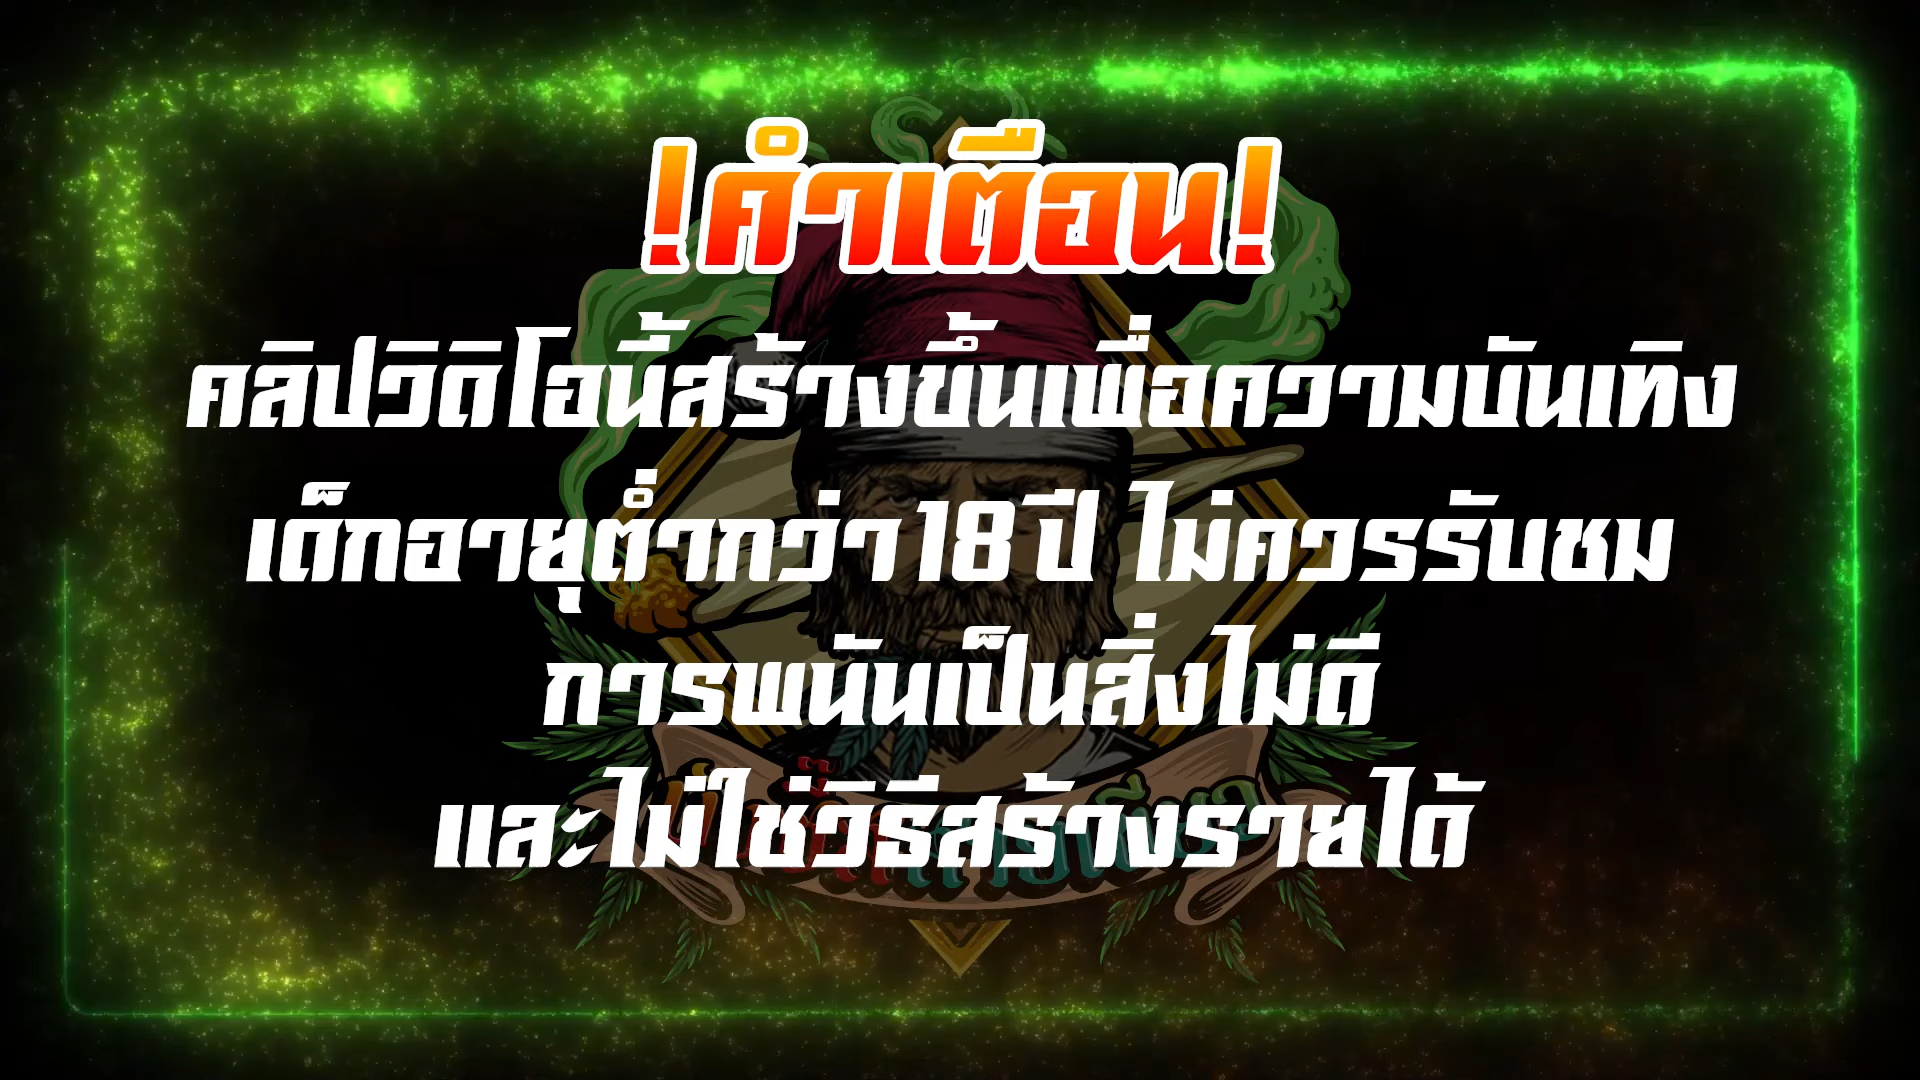 !คำเตือน!
คลิปวิดิโอนี้สร้างขึ้นเพื่อความบันเทิง
เด็กอายุต่ำกว่า18ปี ไม่ควรรับชม
การพนันเป็นสิ่งไม่ดี
และไม่ใช่วิธีสร้างรายได้